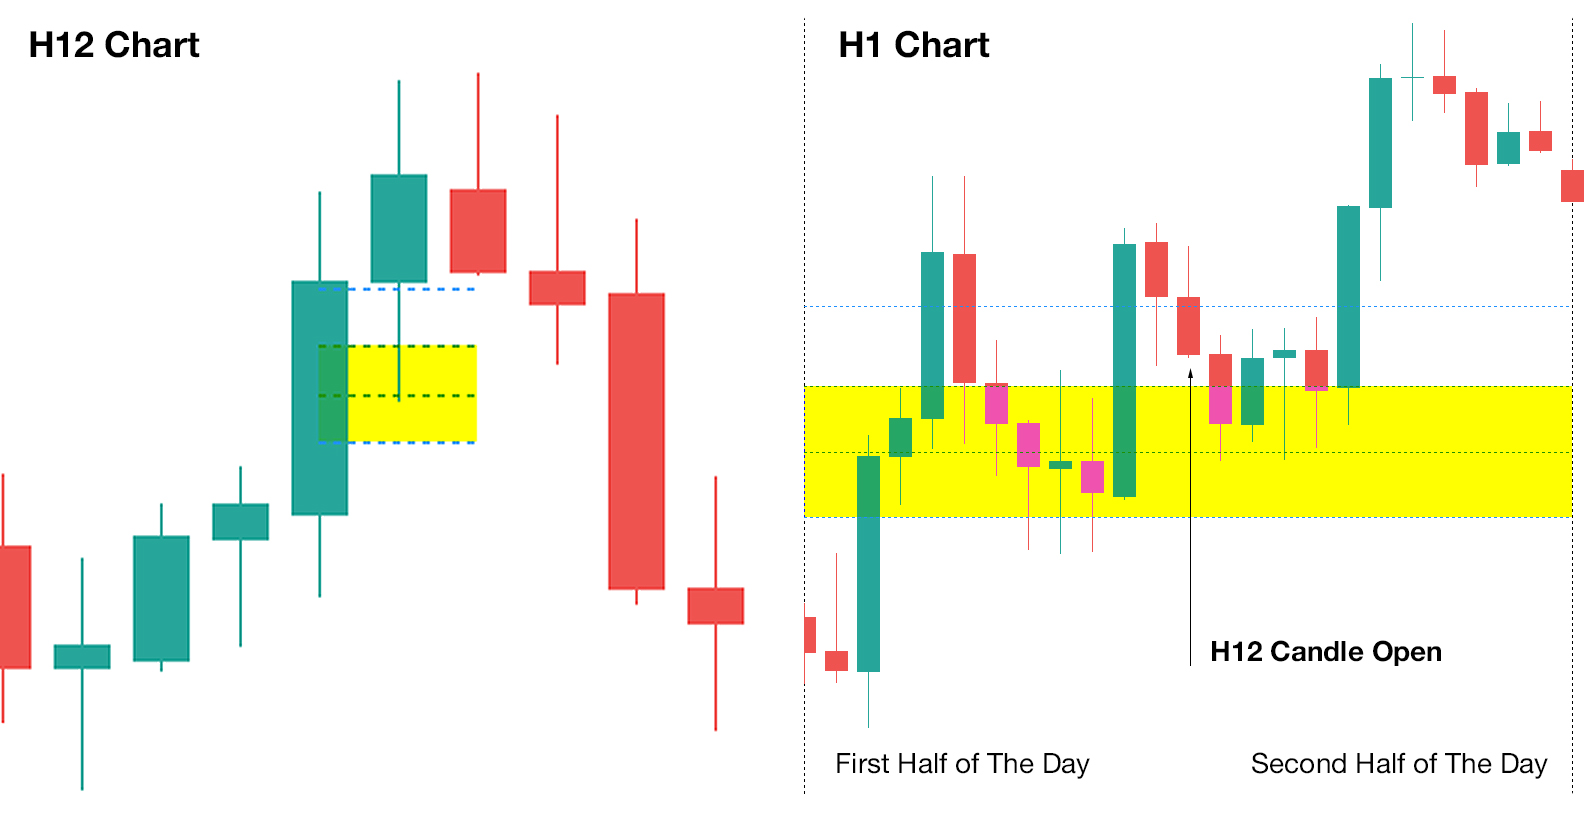 H12 Chart
H1 Chart
H12 Candle Open
First Half of The Day
Second Half of The Day